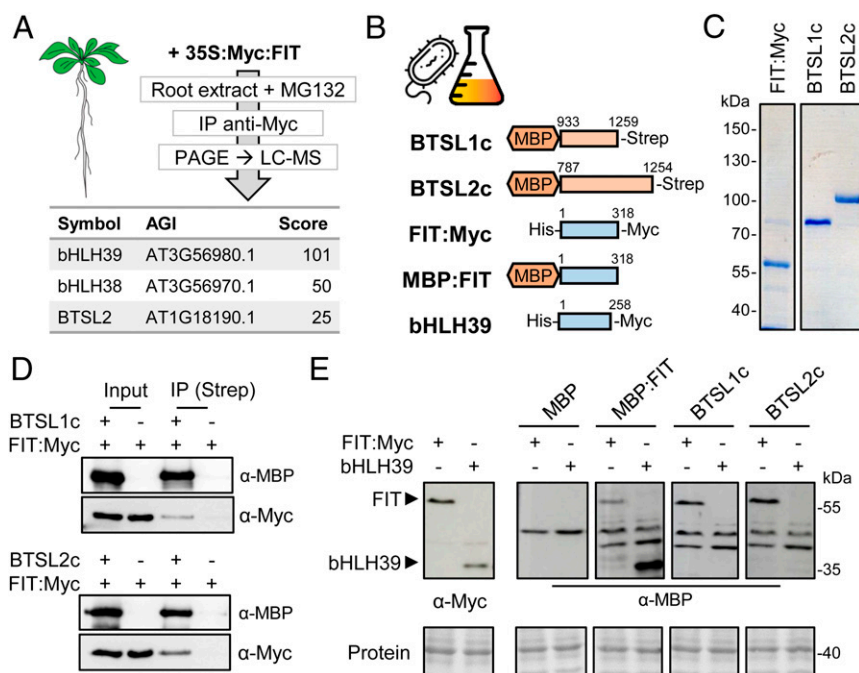 A
+ 35S:Myc:FIT
Root extract + MG132
IP anti-Myc
PAGE → LC-MS
Symbol AGI Score
bHLH39 AT3G56980.1 101
bHLH38 AT3G56970.1 50
BTSL2 AT1G18190.1 25
B
933 1259
BTSL1c MBP -Strep
787 1254
BTSL2c MBP -Strep
1 318
FIT:Myc His- -Myc
1 318
MBP:FIT MBP
1 258
bHLH39 His- -Myc
C
FIT:Myc BTSL1c BTSL2c
kDa
150-
130-
100-
70-
55-
40-
D
Input IP (Strep)
BTSL1c + - + -
FIT:Myc + + + +
α-MBP
α-Myc
BTSL2c + - + -
FIT:Myc + + + +
α-MBP
α-Myc
E
MBP MBP:FIT BTSL1c BTSL2c
FIT:Myc + - + - + - + - + -
bHLH39 - + - + - + - + - +
kDa
FIT
-55
bHLH39
-35
α-Myc α-MBP
Protein -40